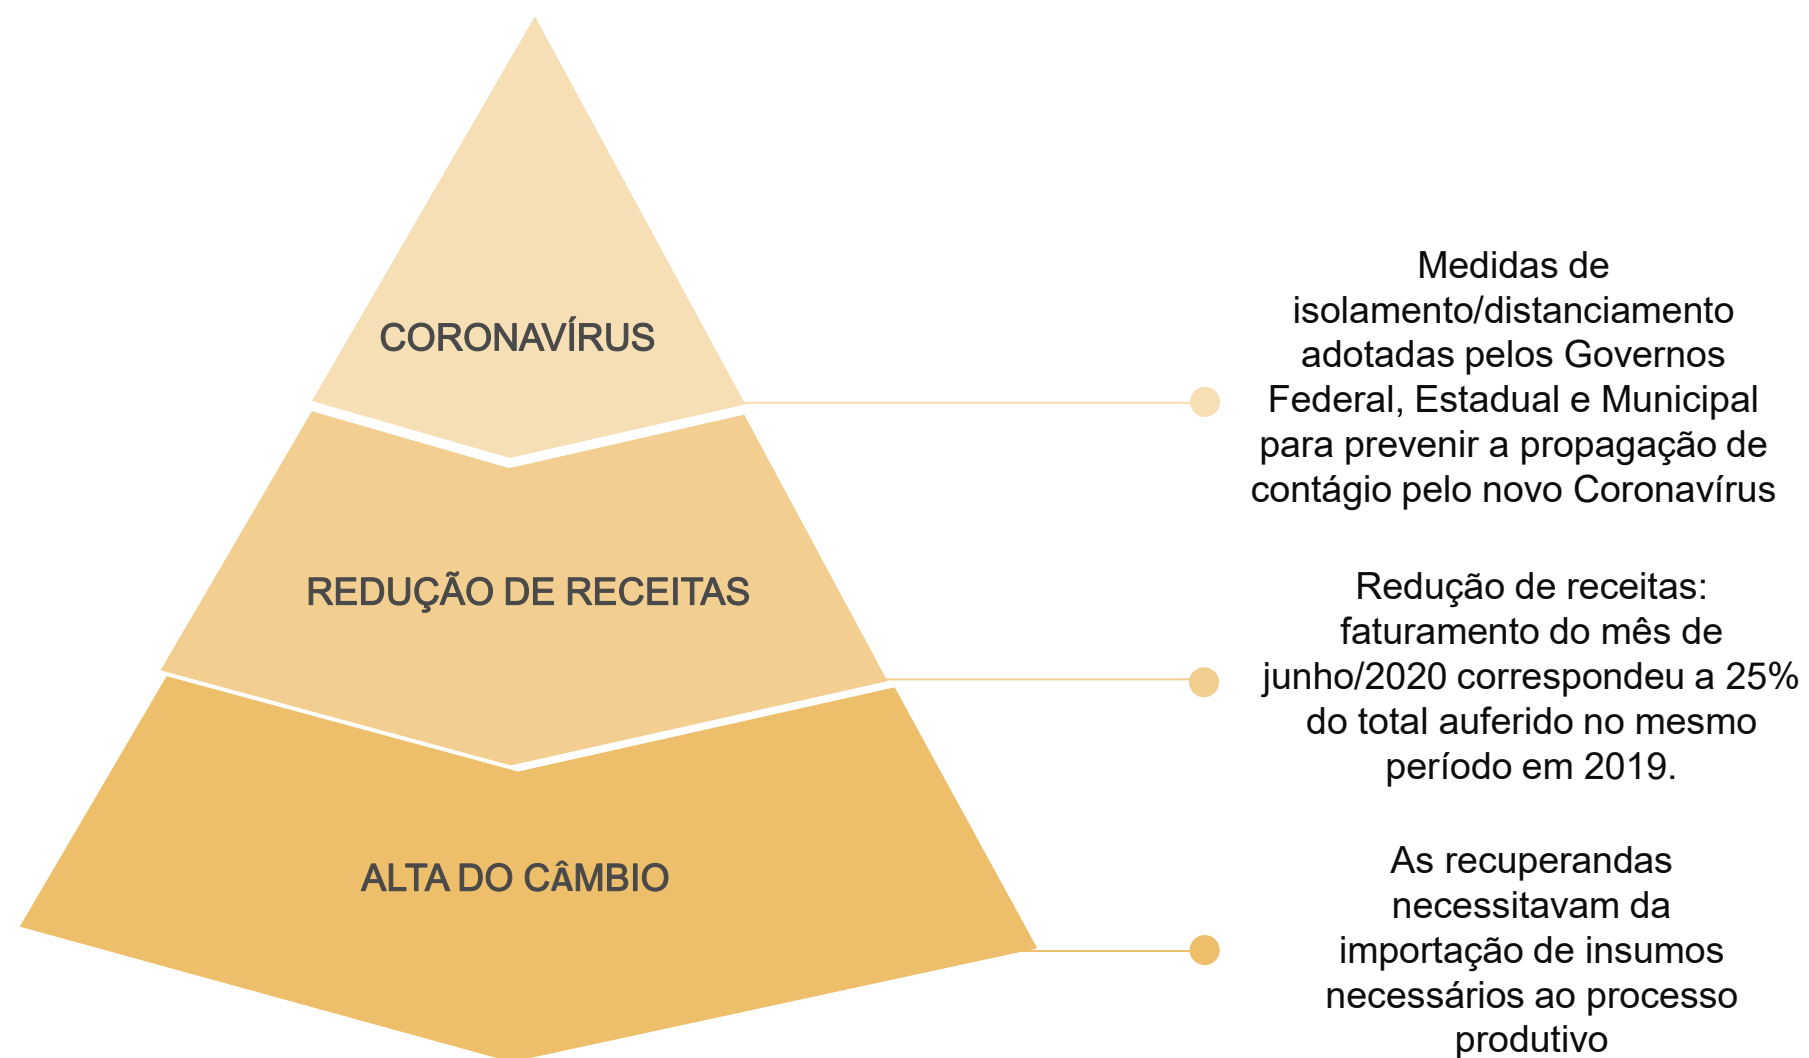 CORONAVÍRUS
Medidas de
isolamento/distanciamento
adotadas pelos Governos
Federal, Estadual e Municipal
para prevenir a propagação de
contágio pelo novo Coronavírus
REDUÇÃO DE RECEITAS
Redução de receitas:
faturamento do mês de
junho/2020 correspondeu a 25%
do total auferido no mesmo
período em 2019.
ALTA DO CÂMBIO
As recuperandas
necessitavam da
importação de insumos
necessários ao processo
produtivo